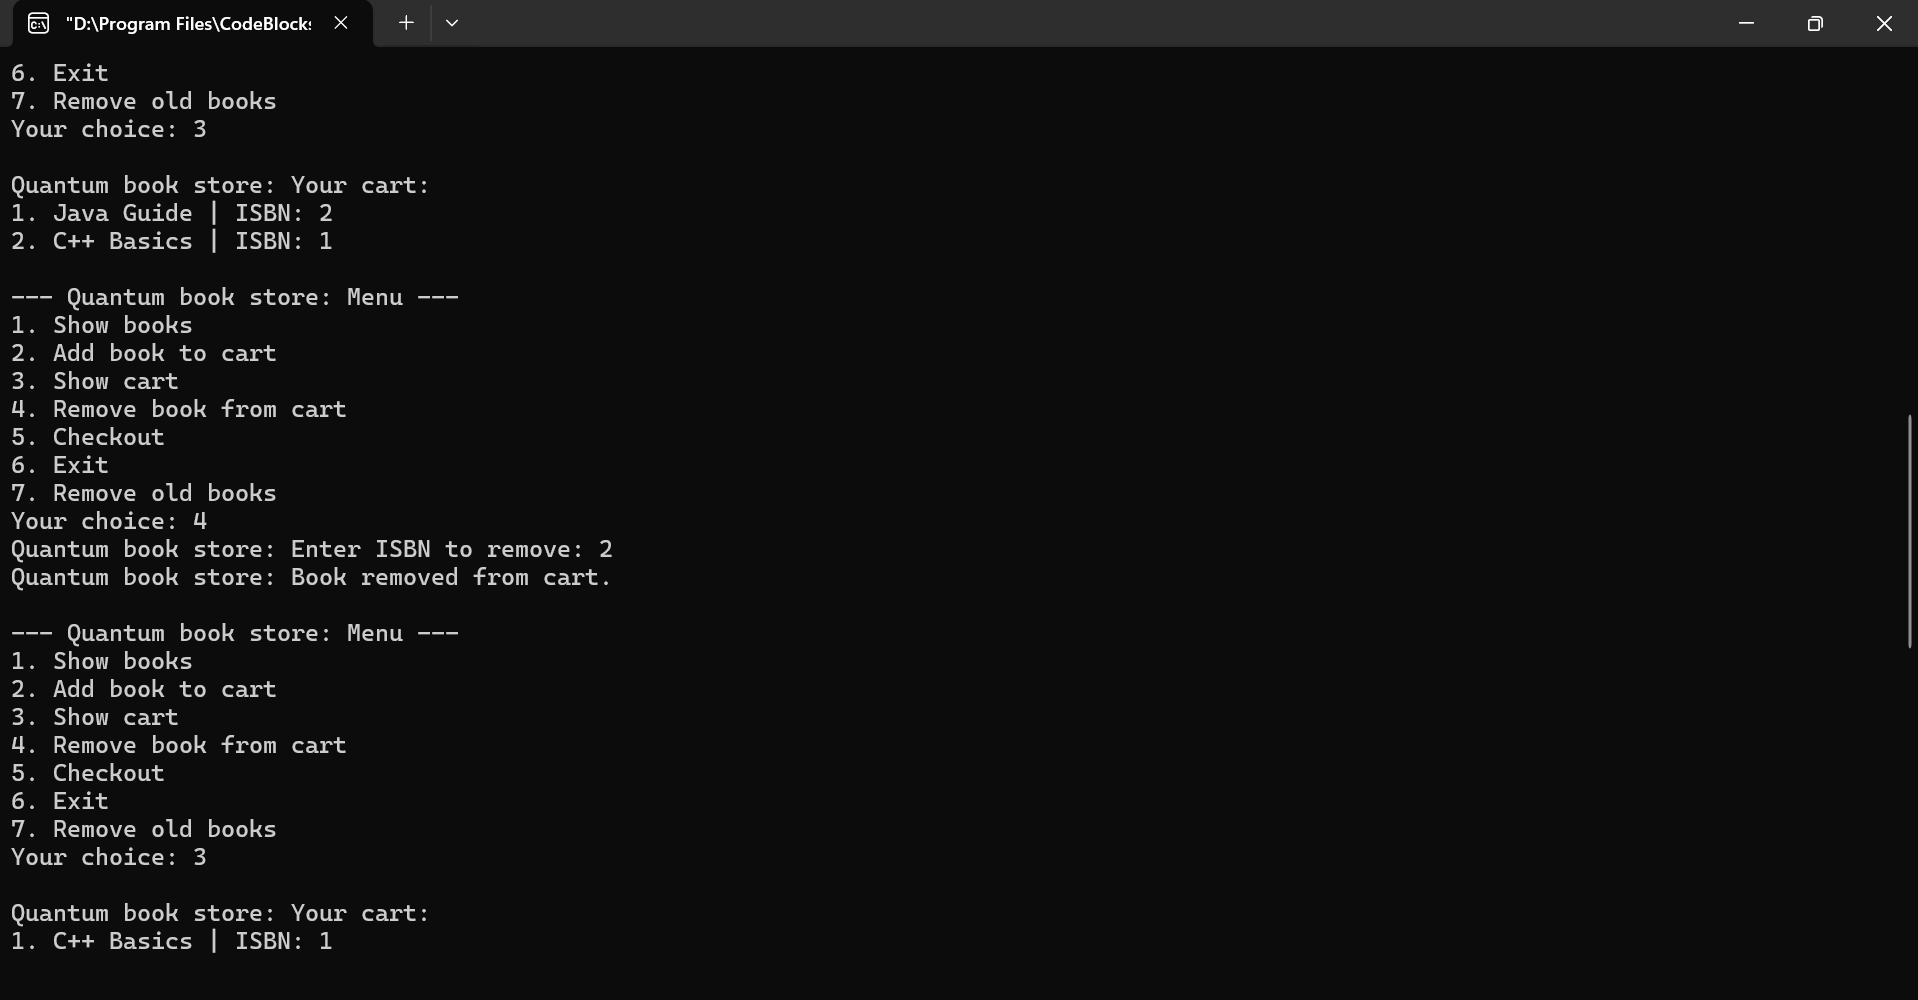 "D:\Program Files\CodeBlocks
6. Exit
7. Remove old books
Your choice: 3
Quantum book store: Your cart:
1. Java Guide | ISBN: 2
2. C++ Basics | ISBN: 1
--- Quantum book store: Menu ---
1. Show books
2. Add book to cart
3. Show cart
4. Remove book from cart
5. Checkout
6. Exit
7. Remove old books
Your choice: 4
Quantum book store: Enter ISBN to remove: 2
Quantum book store: Book removed from cart.
--- Quantum book store: Menu ---
1. Show books
2. Add book to cart
3. Show cart
4. Remove book from cart
5. Checkout
6. Exit
7. Remove old books
Your choice: 3
Quantum book store: Your cart:
1. C++ Basics | ISBN: 1